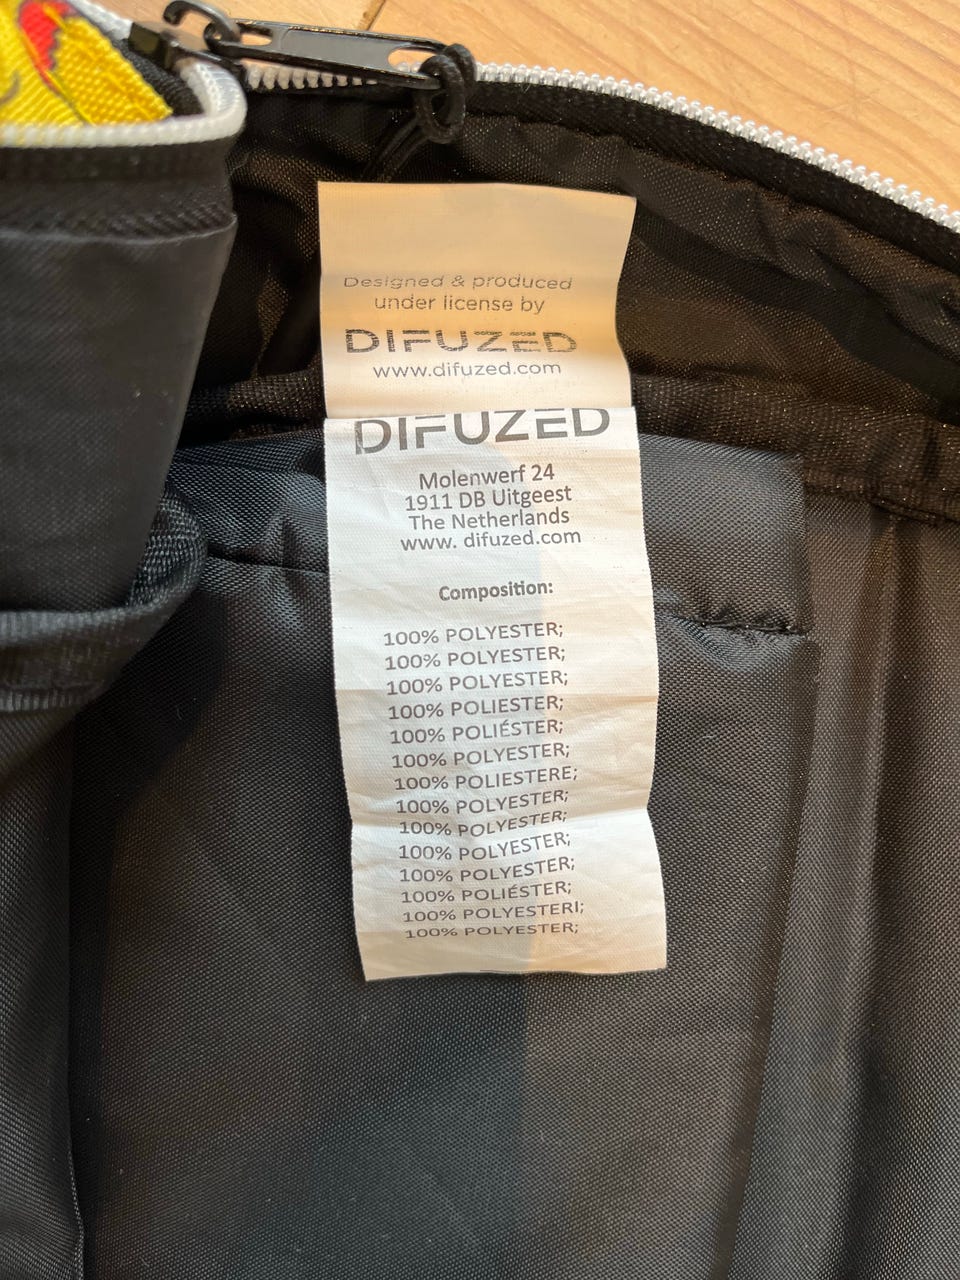 Designed & produced
under license by
DIFUZED
www.difuzed.com
DIFUZED
Molenwerf 24
1911 DB Uitgeest
The Netherlands
www. difuzed.com
Composition:
100% POLYESTER;
100% POLYESTER;
100% POLYESTER;
100% POLIESTER;
100% POLIÉSTER;
100% POLYESTER;
100% POLIESTERE;
100% POLYESTER;
100% POLYESTER;
100% POLYESTER;
100% POLYESTER;
100% POLIÉSTER;
100% POLYESTERI;
100% POLYESTER;